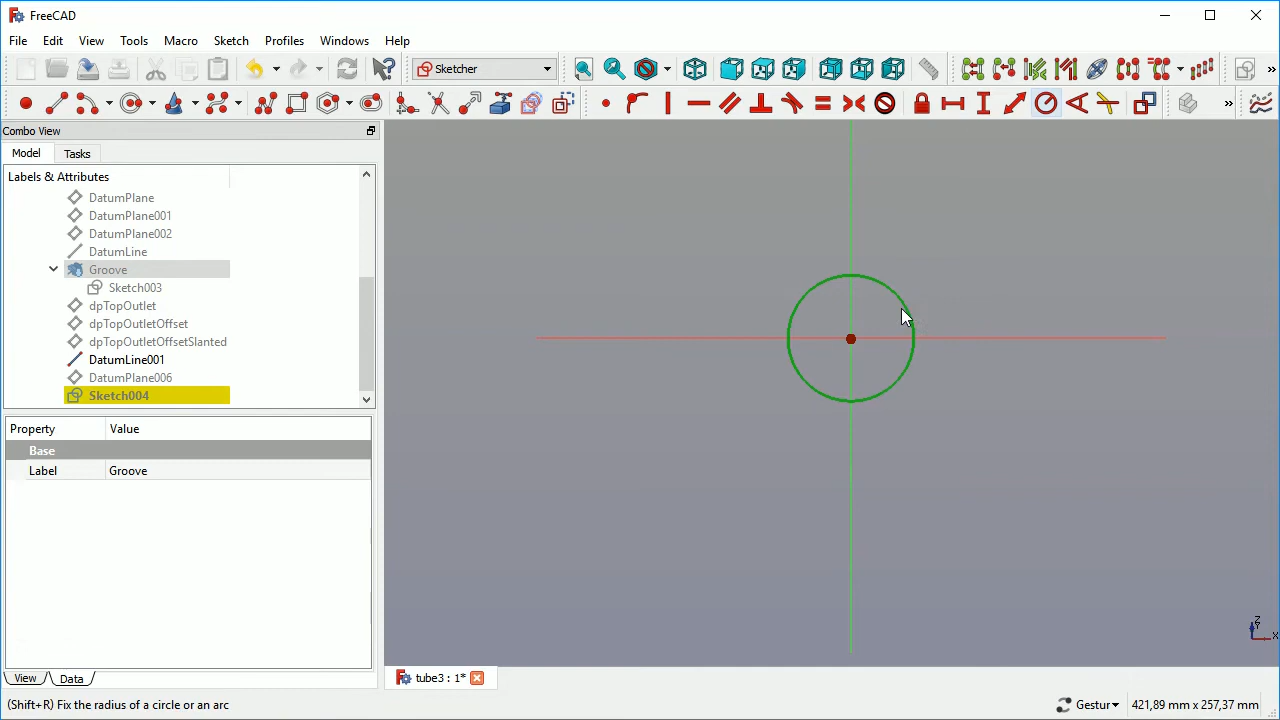 FreeCAD
File Edit View Tools Macro Sketch Profiles Windows Help
Sketcher
»
»
Combo View
Model Tasks
Labels & Attributes
DatumPlane
DatumPlane001
DatumPlane002
DatumLine
Groove
Sketch003
dpTopOutlet
dpTopOutletOffset
dpTopOutletOffsetSlanted
DatumLine001
DatumPlane006
Sketch004
Property Value
Base
Label Groove
Z
Y
X
View Data
tube3 : 1*
(Shift+R) Fix the radius of a circle or an arc
Gestur
421,89 mm x 257,37 mm